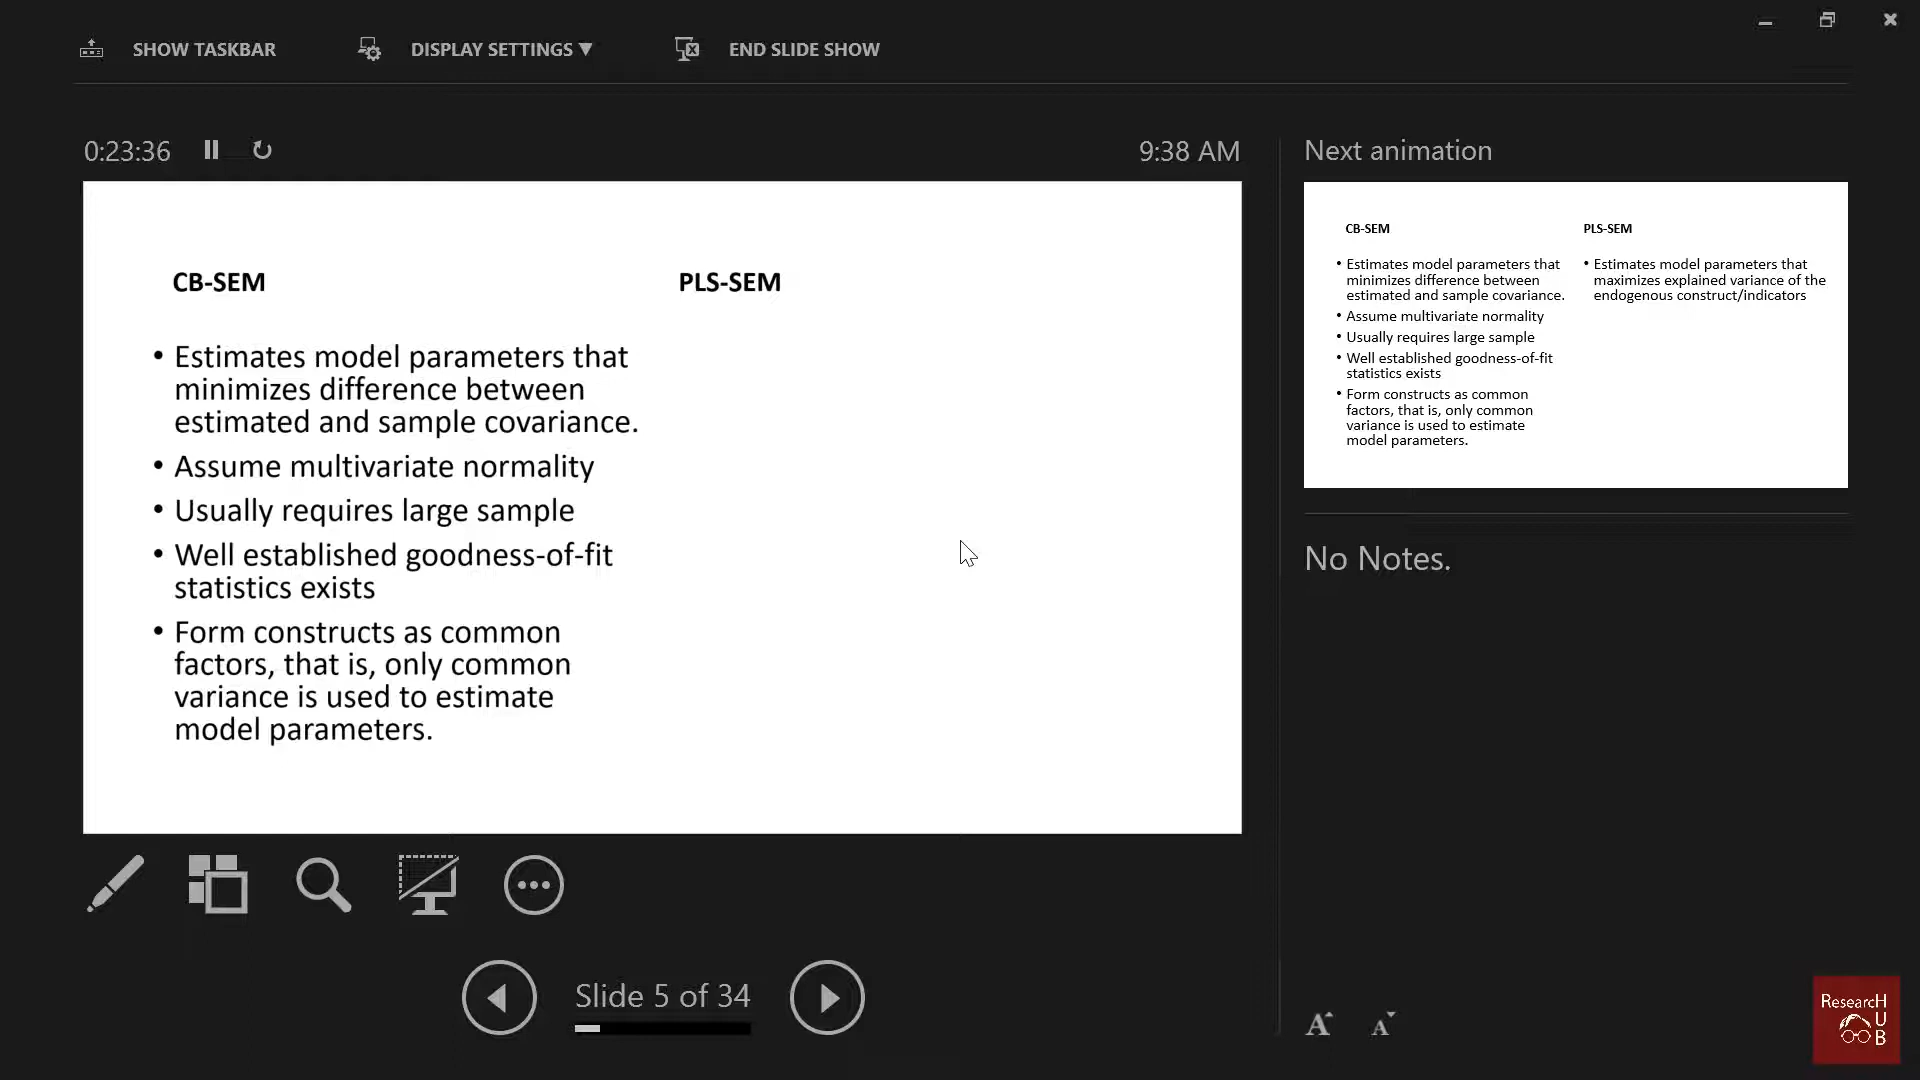 SHOW TASKBAR
DISPLAY SETTINGS ▼
END SLIDE SHOW
0:23:36
9:38 AM
CB-SEM
PLS-SEM
• Estimates model parameters that
minimizes difference between
estimated and sample covariance.
• Assume multivariate normality
• Usually requires large sample
• Well established goodness-of-fit
statistics exists
• Form constructs as common
factors, that is, only common
variance is used to estimate
model parameters.
Slide 5 of 34
Next animation
CB-SEM
PLS-SEM
• Estimates model parameters that
minimizes difference between
estimated and sample covariance.
• Assume multivariate normality
• Usually requires large sample
• Well established goodness-of-fit
statistics exists
• Form constructs as common
factors, that is, only common
variance is used to estimate
model parameters.
• Estimates model parameters that
maximizes explained variance of the
endogenous construct/indicators
No Notes.
A
A
ResearcH
U
B